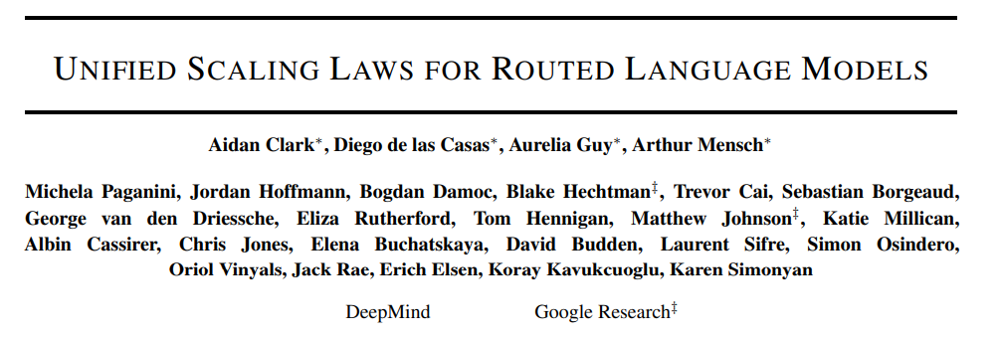 UNIFIED SCALING LAWS FOR ROUTED LANGUAGE MODELS
Aidan Clark*, Diego de las Casas*, Aurelia Guy*, Arthur Mensch*
Michela Paganini, Jordan Hoffmann, Bogdan Damoc, Blake Hechtman‡, Trevor Cai, Sebastian Borgeaud,
George van den Driessche, Eliza Rutherford, Tom Hennigan, Matthew Johnson‡, Katie Millican,
Albin Cassirer, Chris Jones, Elena Buchatskaya, David Budden, Laurent Sifre, Simon Osindero,
Oriol Vinyals, Jack Rae, Erich Elsen, Koray Kavukcuoglu, Karen Simonyan
DeepMind Google Research‡